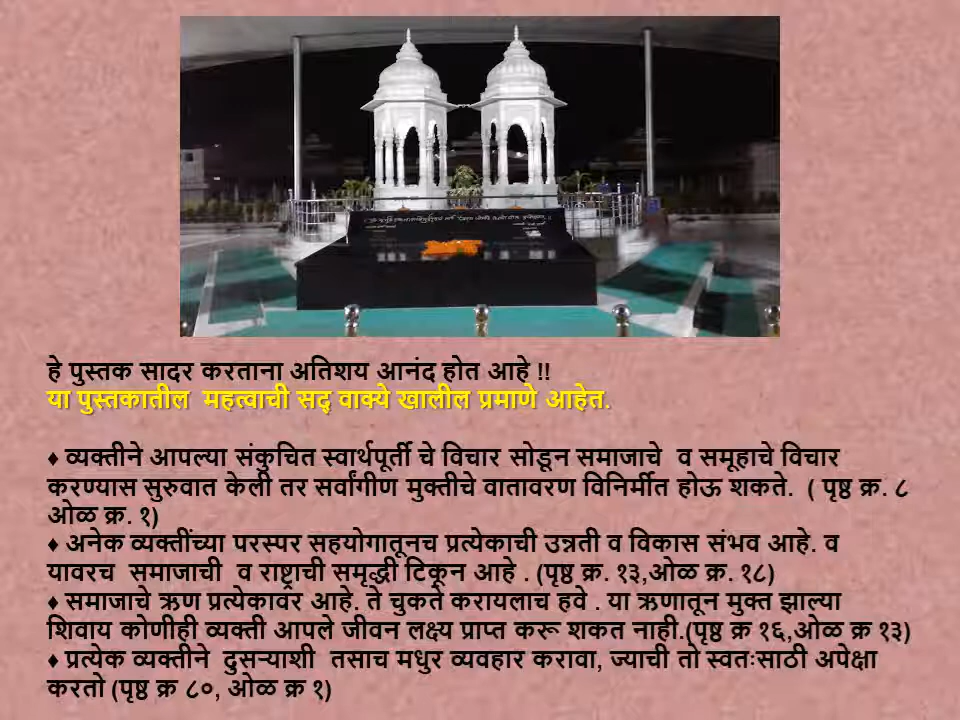 हे पुस्तक सादर करताना अतिशय आनंद होत आहे !!
या पुस्तकातील महत्वाची सद् वाक्ये खालील प्रमाणे आहेत.
♦ व्यक्तीने आपल्या संकुचित स्वार्थपूर्ती चे विचार सोडून समाजाचे व समूहाचे विचार
करण्यास सुरुवात केली तर सर्वांगीण मुक्तीचे वातावरण विनिर्मीत होऊ शकते. ( पृष्ठ क्र. ८
ओळ क्र. १)
♦ अनेक व्यक्तींच्या परस्पर सहयोगातूनच प्रत्येकाची उन्नती व विकास संभव आहे. व
यावरच समाजाची व राष्ट्राची समृद्धी टिकून आहे . (पृष्ठ क्र. १३,ओळ क्र. १८)
♦ समाजाचे ऋण प्रत्येकावर आहे. ते चुकते करायलाच हवे . या ऋणातून मुक्त झाल्या
शिवाय कोणीही व्यक्ती आपले जीवन लक्ष्य प्राप्त करू शकत नाही.(पृष्ठ क्र १६,ओळ क्र १३)
♦ प्रत्येक व्यक्तीने दुसऱ्याशी तसाच मधुर व्यवहार करावा, ज्याची तो स्वतःसाठी अपेक्षा
करतो (पृष्ठ क्र ८०, ओळ क्र १)